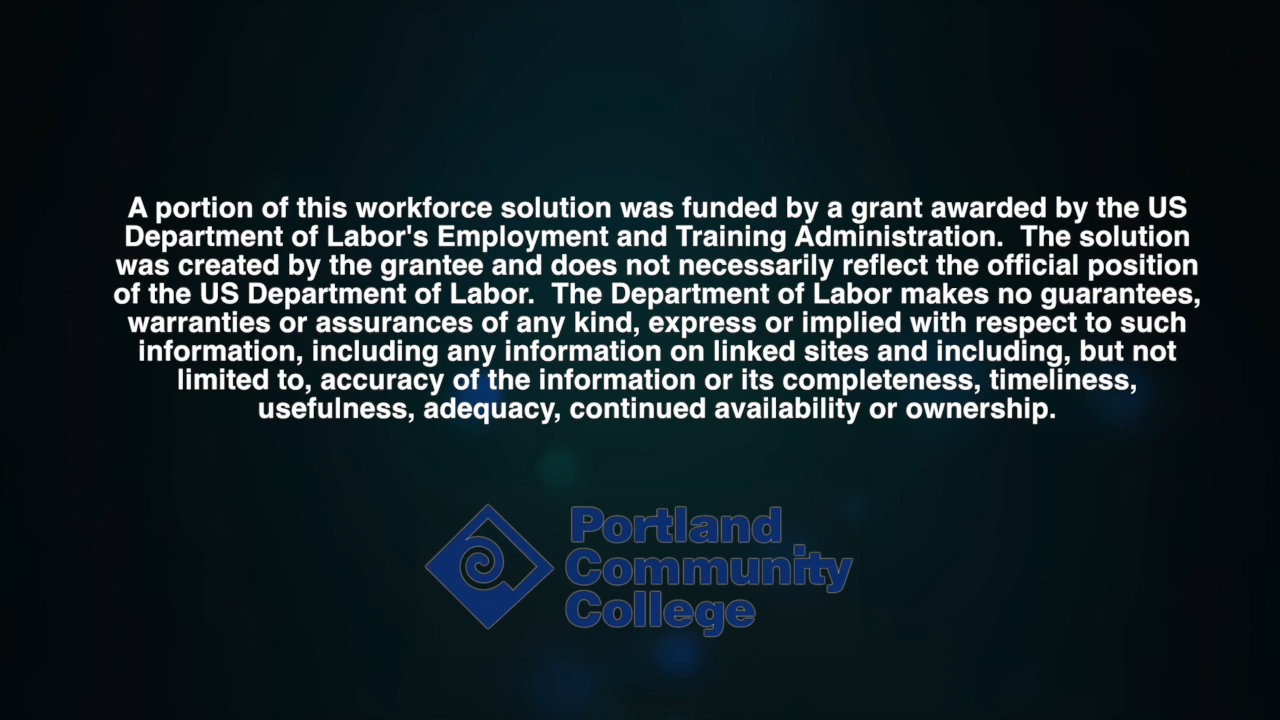 A portion of this workforce solution was funded by a grant awarded by the US
Department of Labor's Employment and Training Administration.  The solution
was created by the grantee and does not necessarily reflect the official position
of the US Department of Labor.  The Department of Labor makes no guarantees,
warranties or assurances of any kind, express or implied with respect to such
information, including any information on linked sites and including, but not
limited to, accuracy of the information or its completeness, timeliness,
usefulness, adequacy, continued availability or ownership.
Portland
Community
College